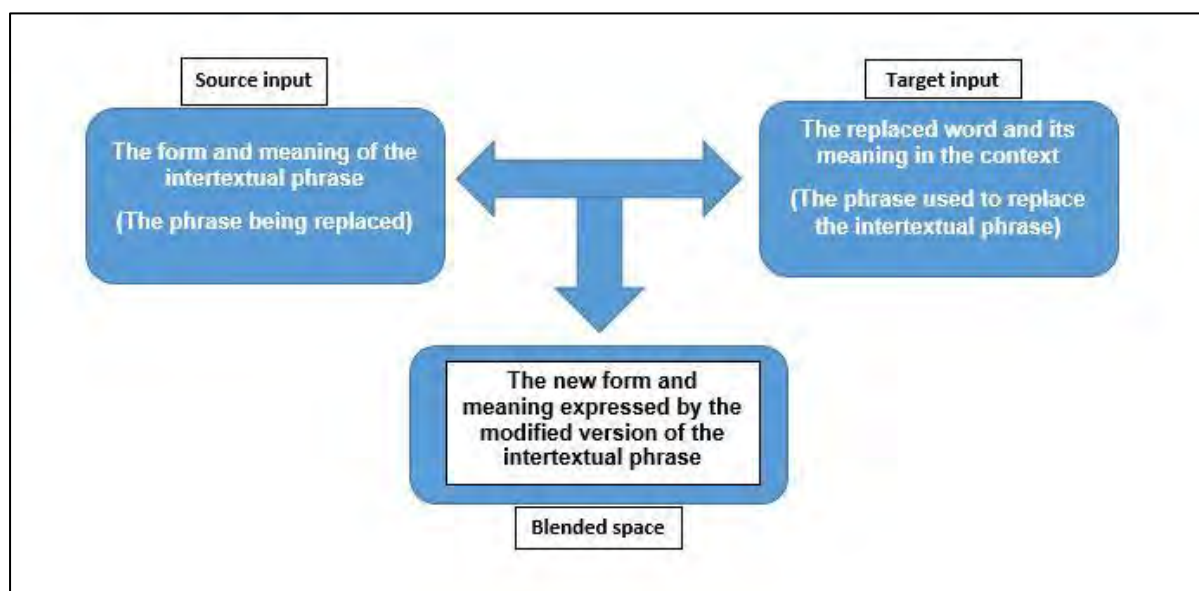 Source input
The form and meaning of the
intertextual phrase
(The phrase being replaced)
Target input
The replaced word and its
meaning in the context
(The phrase used to replace
the intertextual phrase)
The new form and
meaning expressed by the
modified version of the
intertextual phrase
Blended space